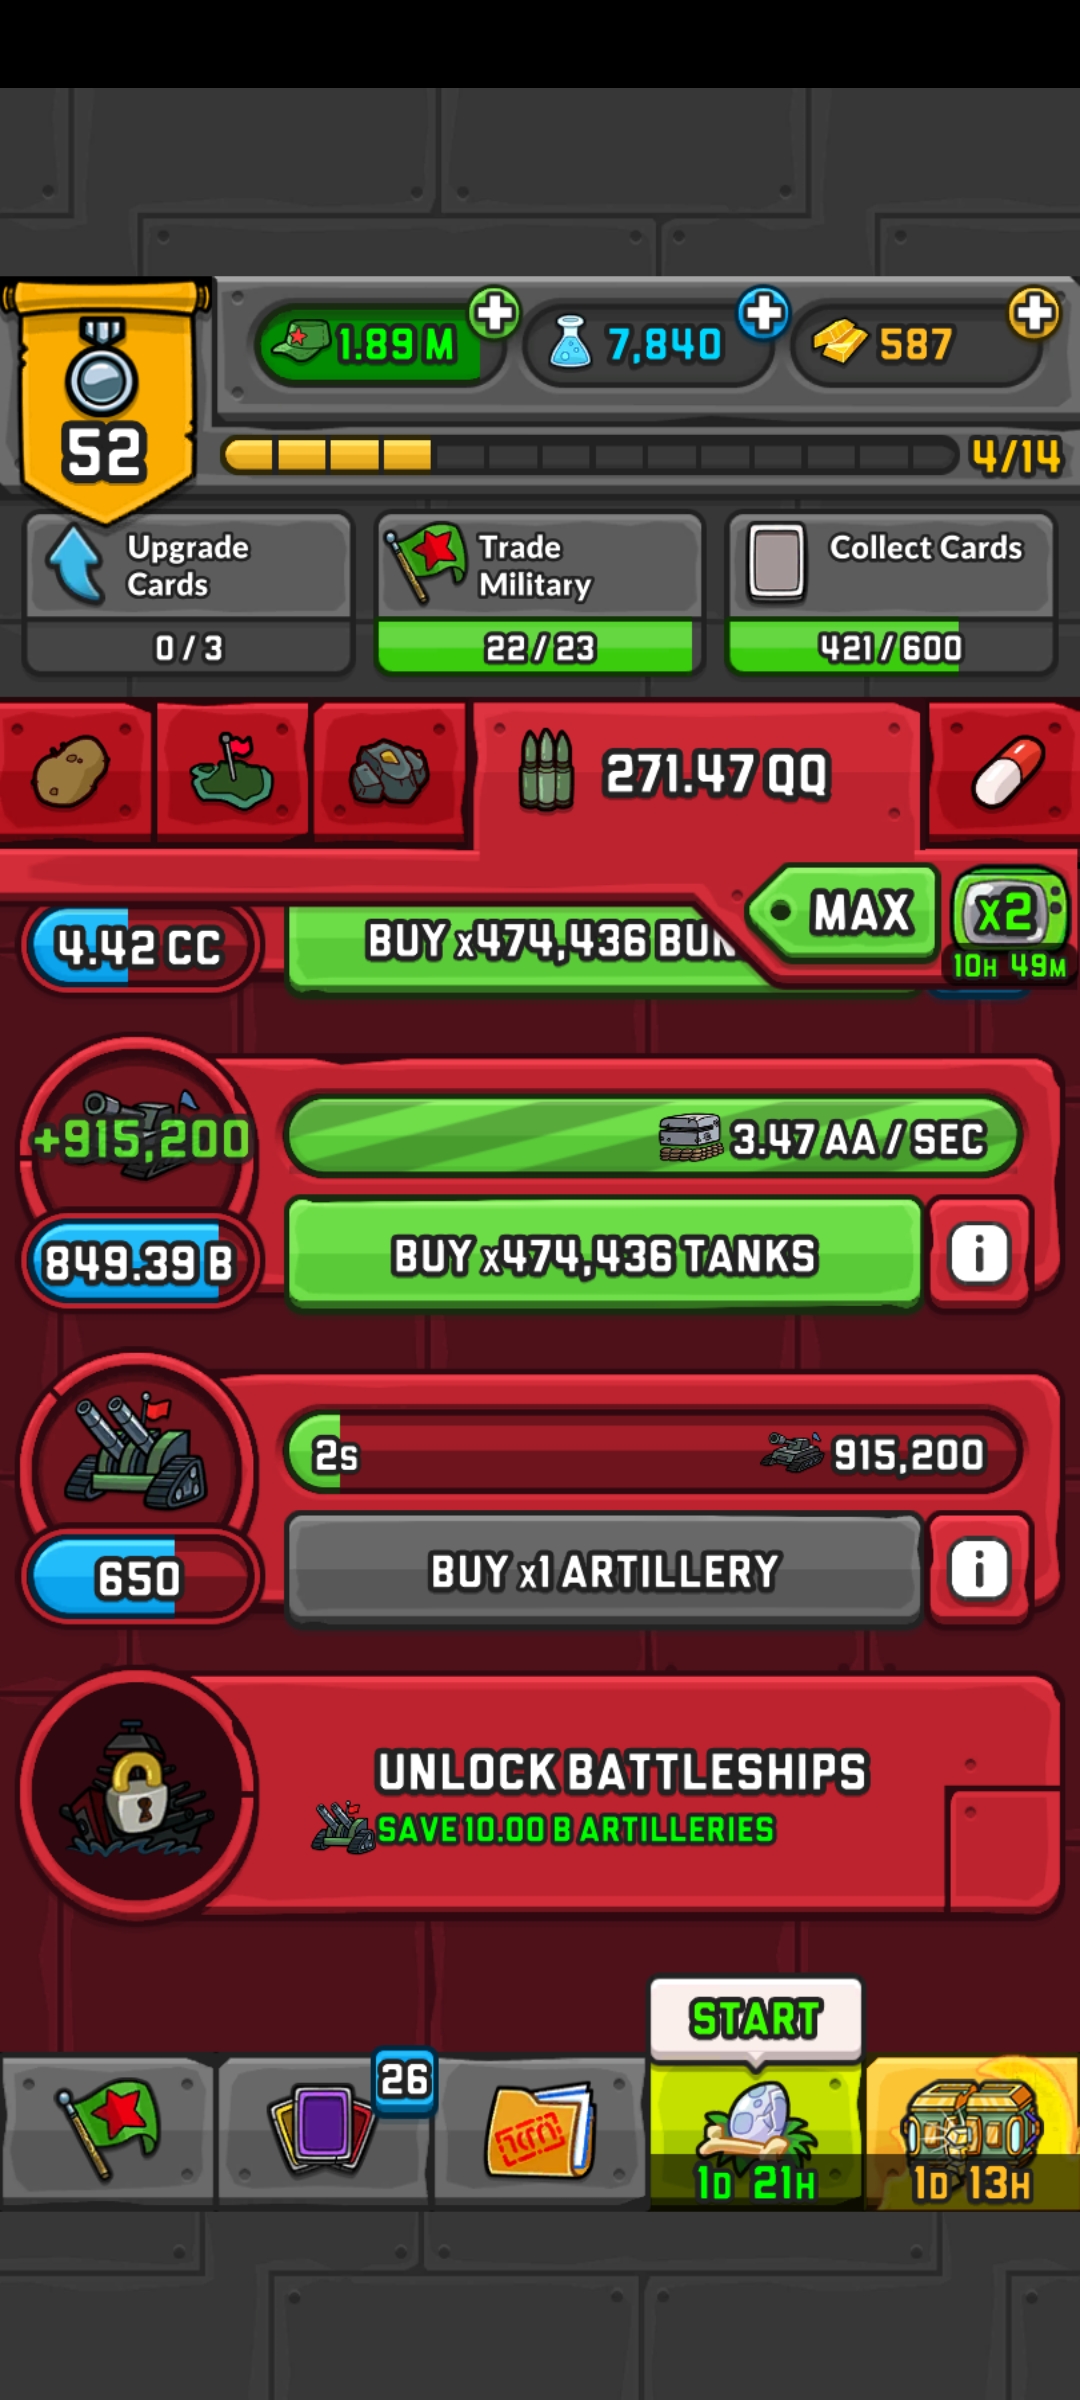 1.89 M
7,840
587
52
4/14
Upgrade
Cards
0 / 3
Trade
Military
22 / 23
Collect Cards
421 / 600
271.47 QQ
MAX
x2
10H 49M
4.42 CC
BUY x474,436 BUN
+915,200
3.47 AA / SEC
849.39 B
BUY x474,436 TANKS
i
2s
915,200
650
BUY x1 ARTILLERY
i
UNLOCK BATTLESHIPS
SAVE 10.00 B ARTILLERIES
START
26
1D 21H
1D 13H